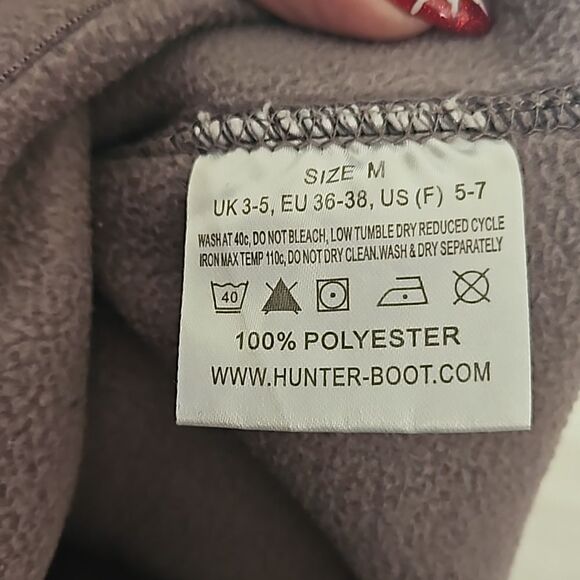 SIZE M
UK 3-5, EU 36-38, US (F) 5-7
WASH AT 40c, DO NOT BLEACH, LOW TUMBLE DRY REDUCED CYCLE
IRON MAX TEMP 110c, DO NOT DRY CLEAN.WASH & DRY SEPARATELY
40
100% POLYESTER
WWW.HUNTER-BOOT.COM